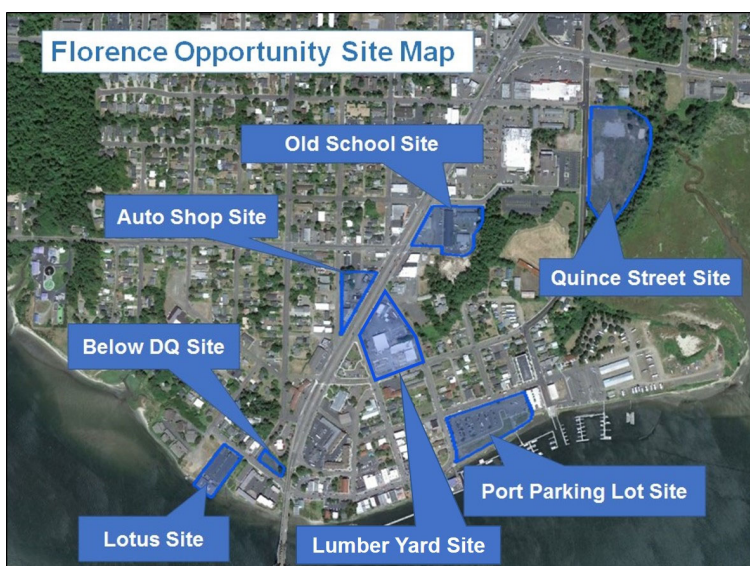 Florence Opportunity Site Map
Old School Site
Auto Shop Site
Quince Street Site
Below DQ Site
Port Parking Lot Site
Lotus Site
Lumber Yard Site